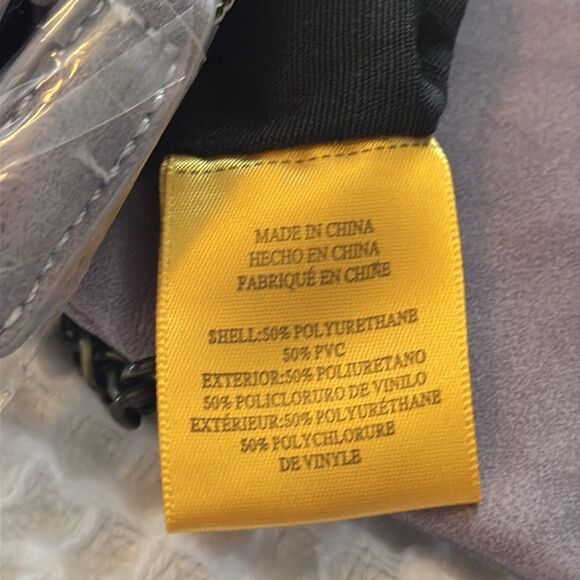 MADE IN CHINA
HECHO EN CHINA
FABRIQUÉ EN CHINE
SHELL:50% POLYURETHANE
50% PVC
EXTERIOR:50% POLIURETANO
50% POLICLORURO DE VINILO
EXTÉRIEUR:50% POLYURÉTHANE
50% POLYCHLORURE
DE VINYLE